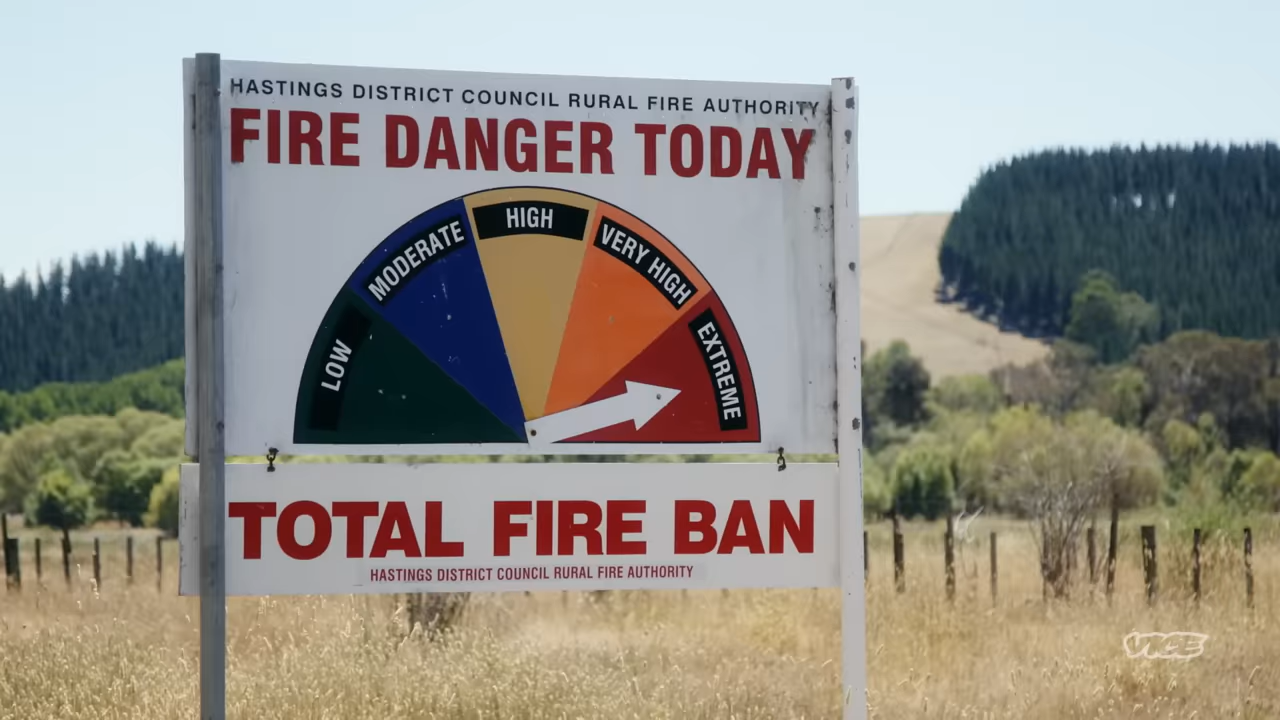 HASTINGS DISTRICT COUNCIL RURAL FIRE AUTHORITY
FIRE DANGER TODAY
LOW
MODERATE
HIGH
VERY HIGH
EXTREME
TOTAL FIRE BAN
HASTINGS DISTRICT COUNCIL RURAL FIRE AUTHORITY
VICE